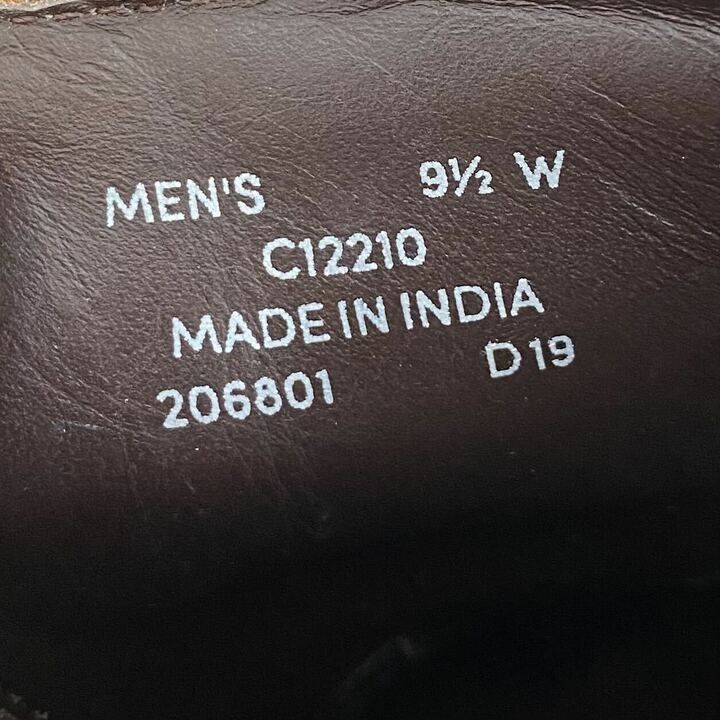 MEN'S 9½ W
C12210
MADE IN INDIA
206801 D19